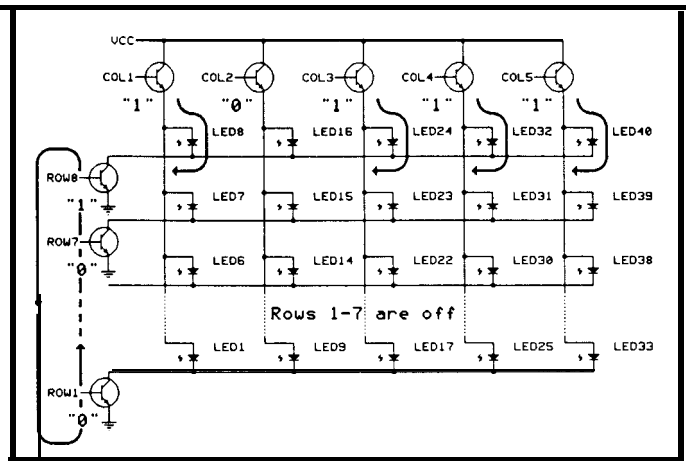 VCC
COL1 COL2 COL3 COL4 COL5
"1" "0" "1" "1" "1"
LED8 LED16 LED24 LED32 LED40
ROW8
"1"
LED7 LED15 LED23 LED31 LED39
ROW7
"0"
LED6 LED14 LED22 LED30 LED38
Rows 1-7 are off
LED1 LED9 LED17 LED25 LED33
ROW1
"0"